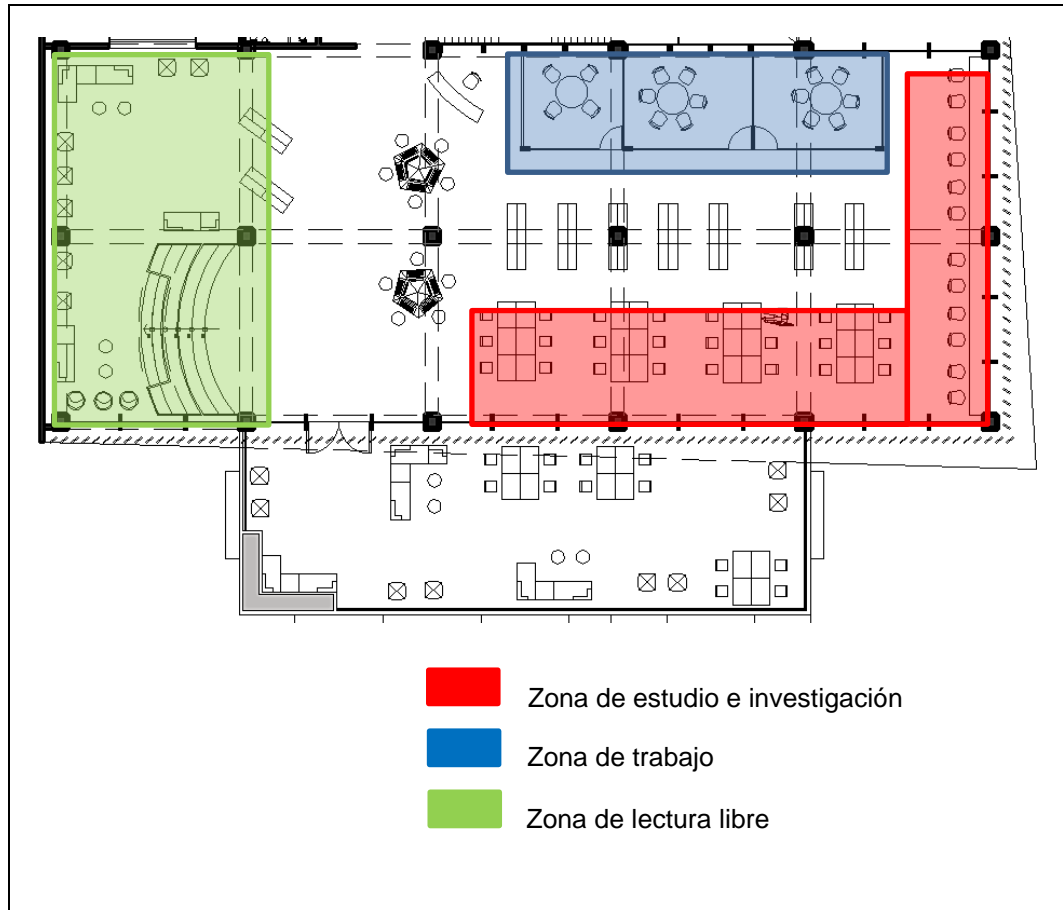 Zona de estudio e investigación
Zona de trabajo
Zona de lectura libre